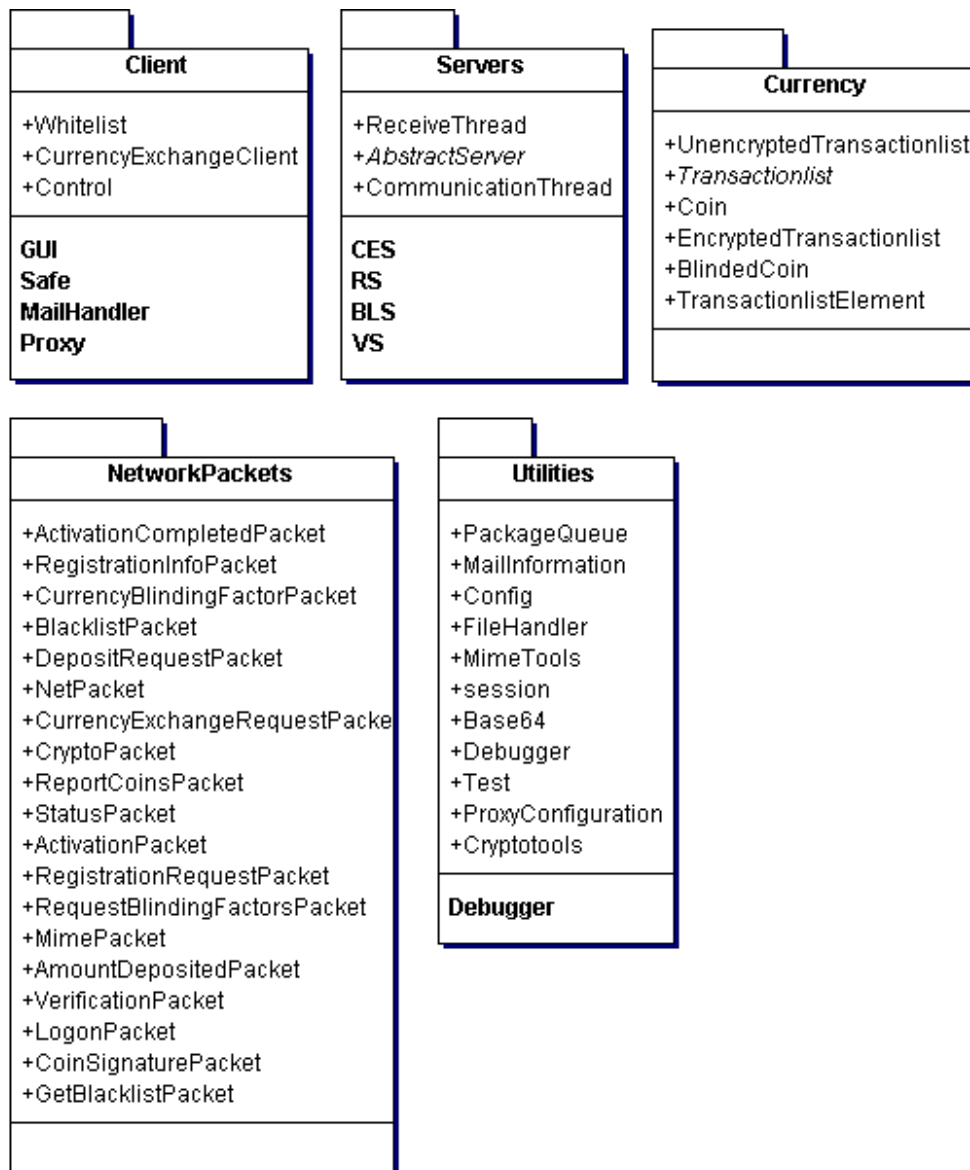 Client
+Whitelist
+CurrencyExchangeClient
+Control
GUI
Safe
MailHandler
Proxy
Servers
+ReceiveThread
+AbstractServer
+CommunicationThread
CES
RS
BLS
VS
Currency
+UnencryptedTransactionlist
+Transactionlist
+Coin
+EncryptedTransactionlist
+BlindedCoin
+TransactionlistElement
NetworkPackets
+ActivationCompletedPacket
+RegistrationInfoPacket
+CurrencyBlindingFactorPacket
+BlacklistPacket
+DepositRequestPacket
+NetPacket
+CurrencyExchangeRequestPacke
+CryptoPacket
+ReportCoinsPacket
+StatusPacket
+ActivationPacket
+RegistrationRequestPacket
+RequestBlindingFactorsPacket
+MimePacket
+AmountDepositedPacket
+VerificationPacket
+LogonPacket
+CoinSignaturePacket
+GetBlacklistPacket
Utilities
+PackageQueue
+MailInformation
+Config
+FileHandler
+MimeTools
+session
+Base64
+Debugger
+Test
+ProxyConfiguration
+Cryptotools
Debugger